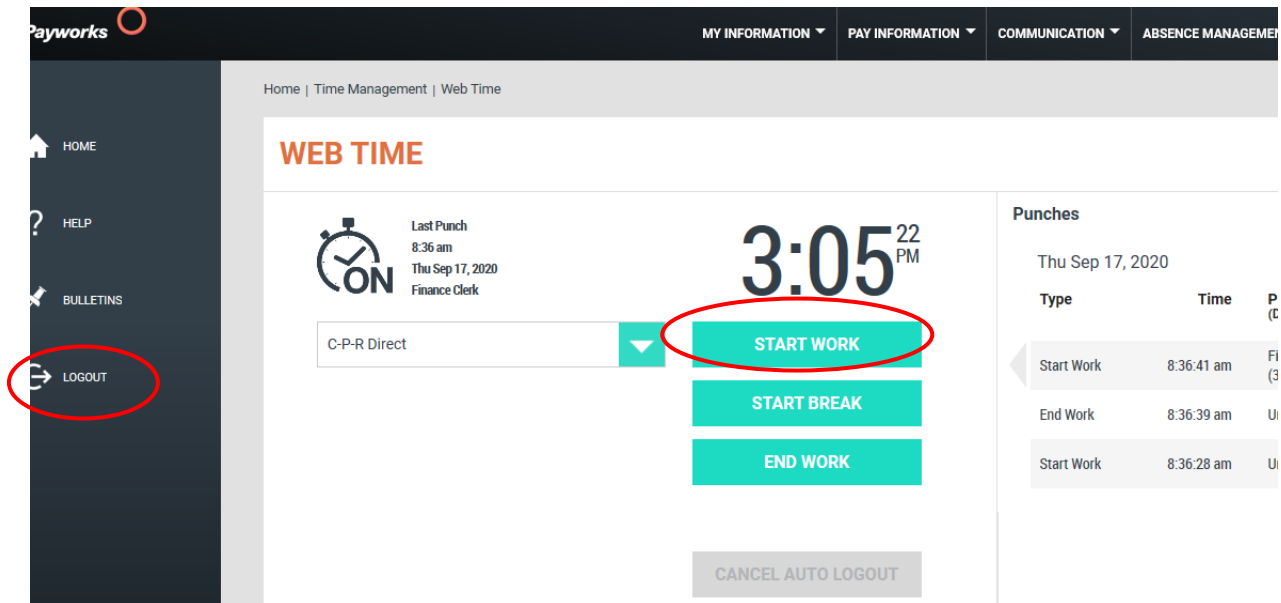 Payworks
MY INFORMATION
PAY INFORMATION
COMMUNICATION
ABSENCE MANAGEMEN
Home | Time Management | Web Time
HOME
HELP
BULLETINS
LOGOUT
WEB TIME
ON
Last Punch
8:36 am
Thu Sep 17, 2020
Finance Clerk
3:05 22 PM
C-P-R Direct
START WORK
START BREAK
END WORK
CANCEL AUTO LOGOUT
Punches
Thu Sep 17, 2020
Type Time
Start Work 8:36:41 am
End Work 8:36:39 am
Start Work 8:36:28 am